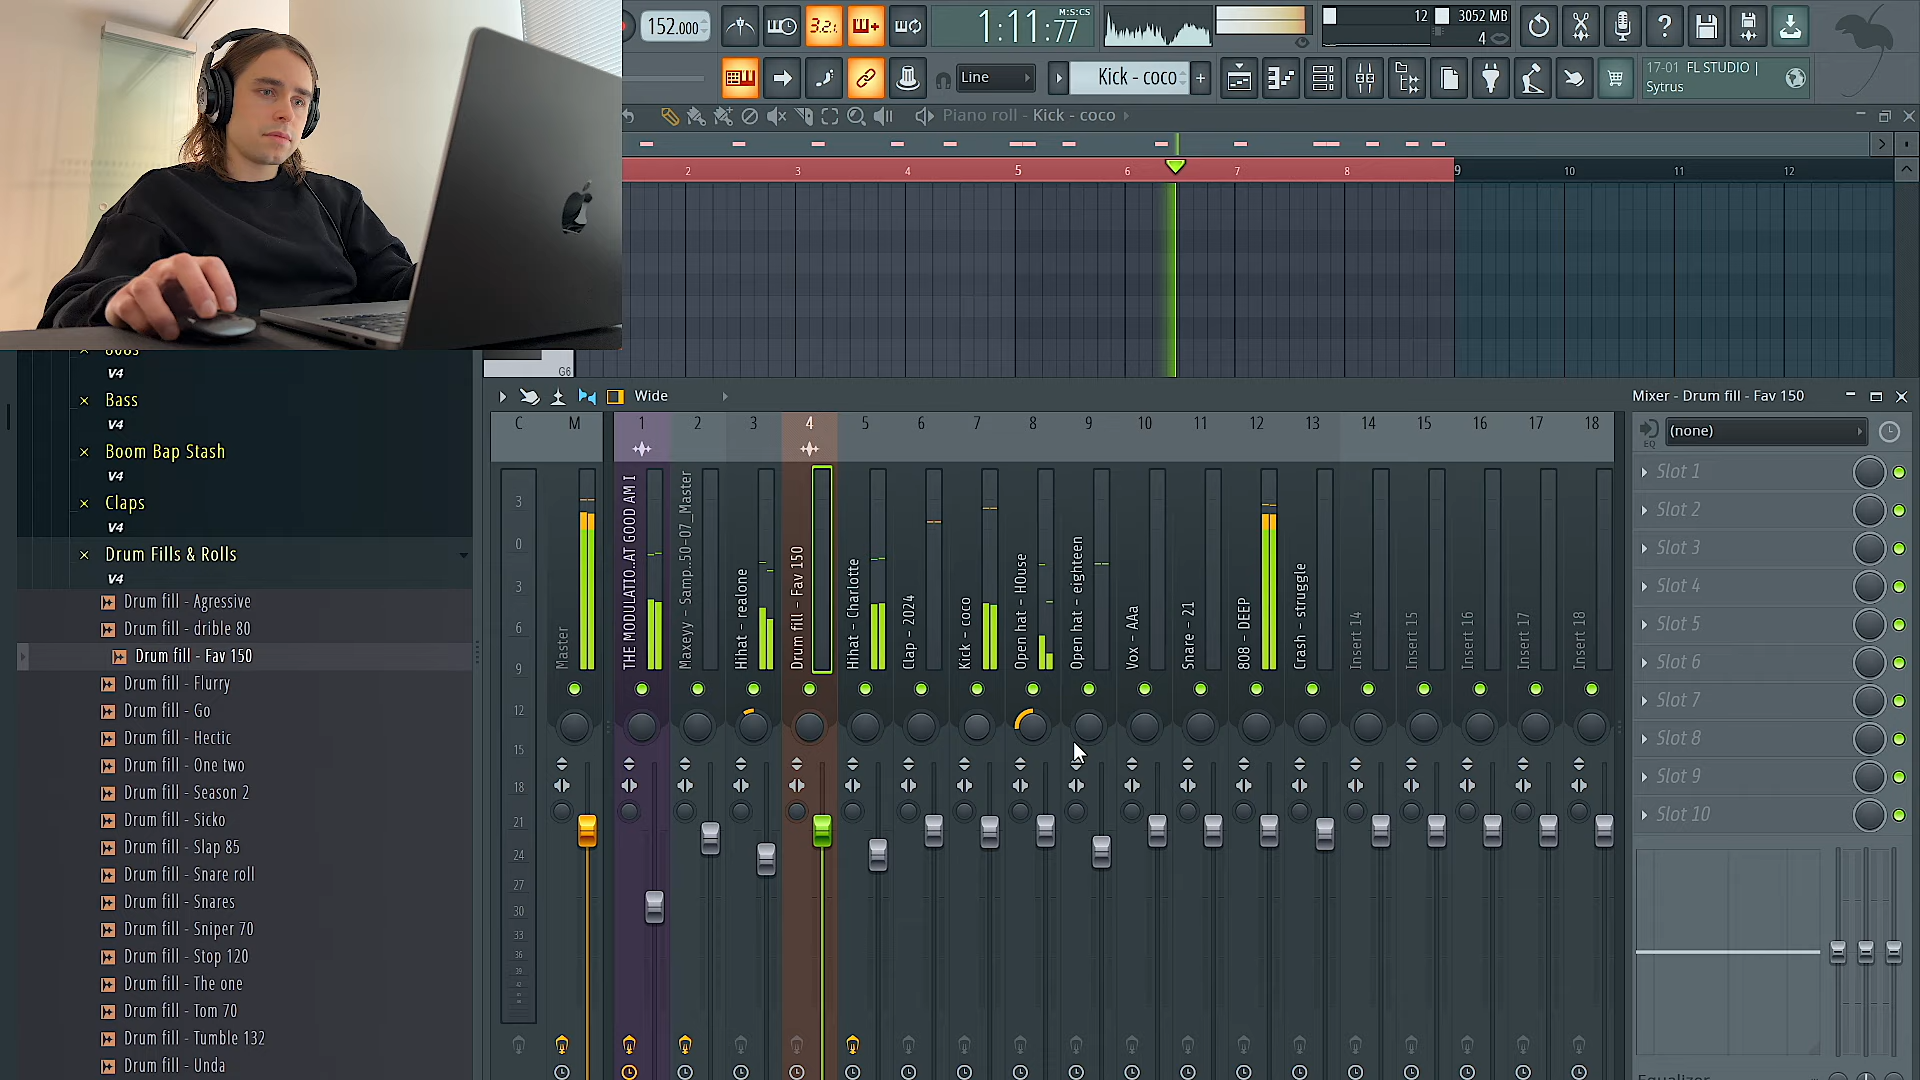 152.000
3.2.
1:11:77
M:S:CS
12
3052 MB
4
Line
Kick - coco
17-01 FL STUDIO |
Sytrus
Piano roll - Kick - coco
2 3 4 5 6 7 8 9 10 11 12
G6
V4
Bass
V4
Boom Bap Stash
V4
Claps
V4
Drum Fills & Rolls
V4
Drum fill - Agressive
Drum fill - drible 80
Drum fill - Fav 150
Drum fill - Flurry
Drum fill - Go
Drum fill - Hectic
Drum fill - One two
Drum fill - Season 2
Drum fill - Sicko
Drum fill - Slap 85
Drum fill - Snare roll
Drum fill - Snares
Drum fill - Sniper 70
Drum fill - Stop 120
Drum fill - The one
Drum fill - Tom 70
Drum fill - Tumble 132
Drum fill - Unda
Wide
C M 1 2 3 4 5 6 7 8 9 10 11 12 13 14 15 16 17 18
3
0
3
6
9
12
15
18
21
24
27
30
33
36
39
Master
THE MODULATIO..AT GOOD AM I
Maxeyy - Samp..50-07_Master
Hihat - realone
Drum fill - Fav 150
Hihat - Charlotte
Clap - 2024
Kick - coco
Open hat - HOuse
Open hat - eighteen
Vox - AAa
Snare - 21
808 - DEEP
Crash - struggle
Insert 14
Insert 15
Insert 16
Insert 17
Insert 18
Mixer - Drum fill - Fav 150
(none)
EQ
Slot 1
Slot 2
Slot 3
Slot 4
Slot 5
Slot 6
Slot 7
Slot 8
Slot 9
Slot 10
Equalizer